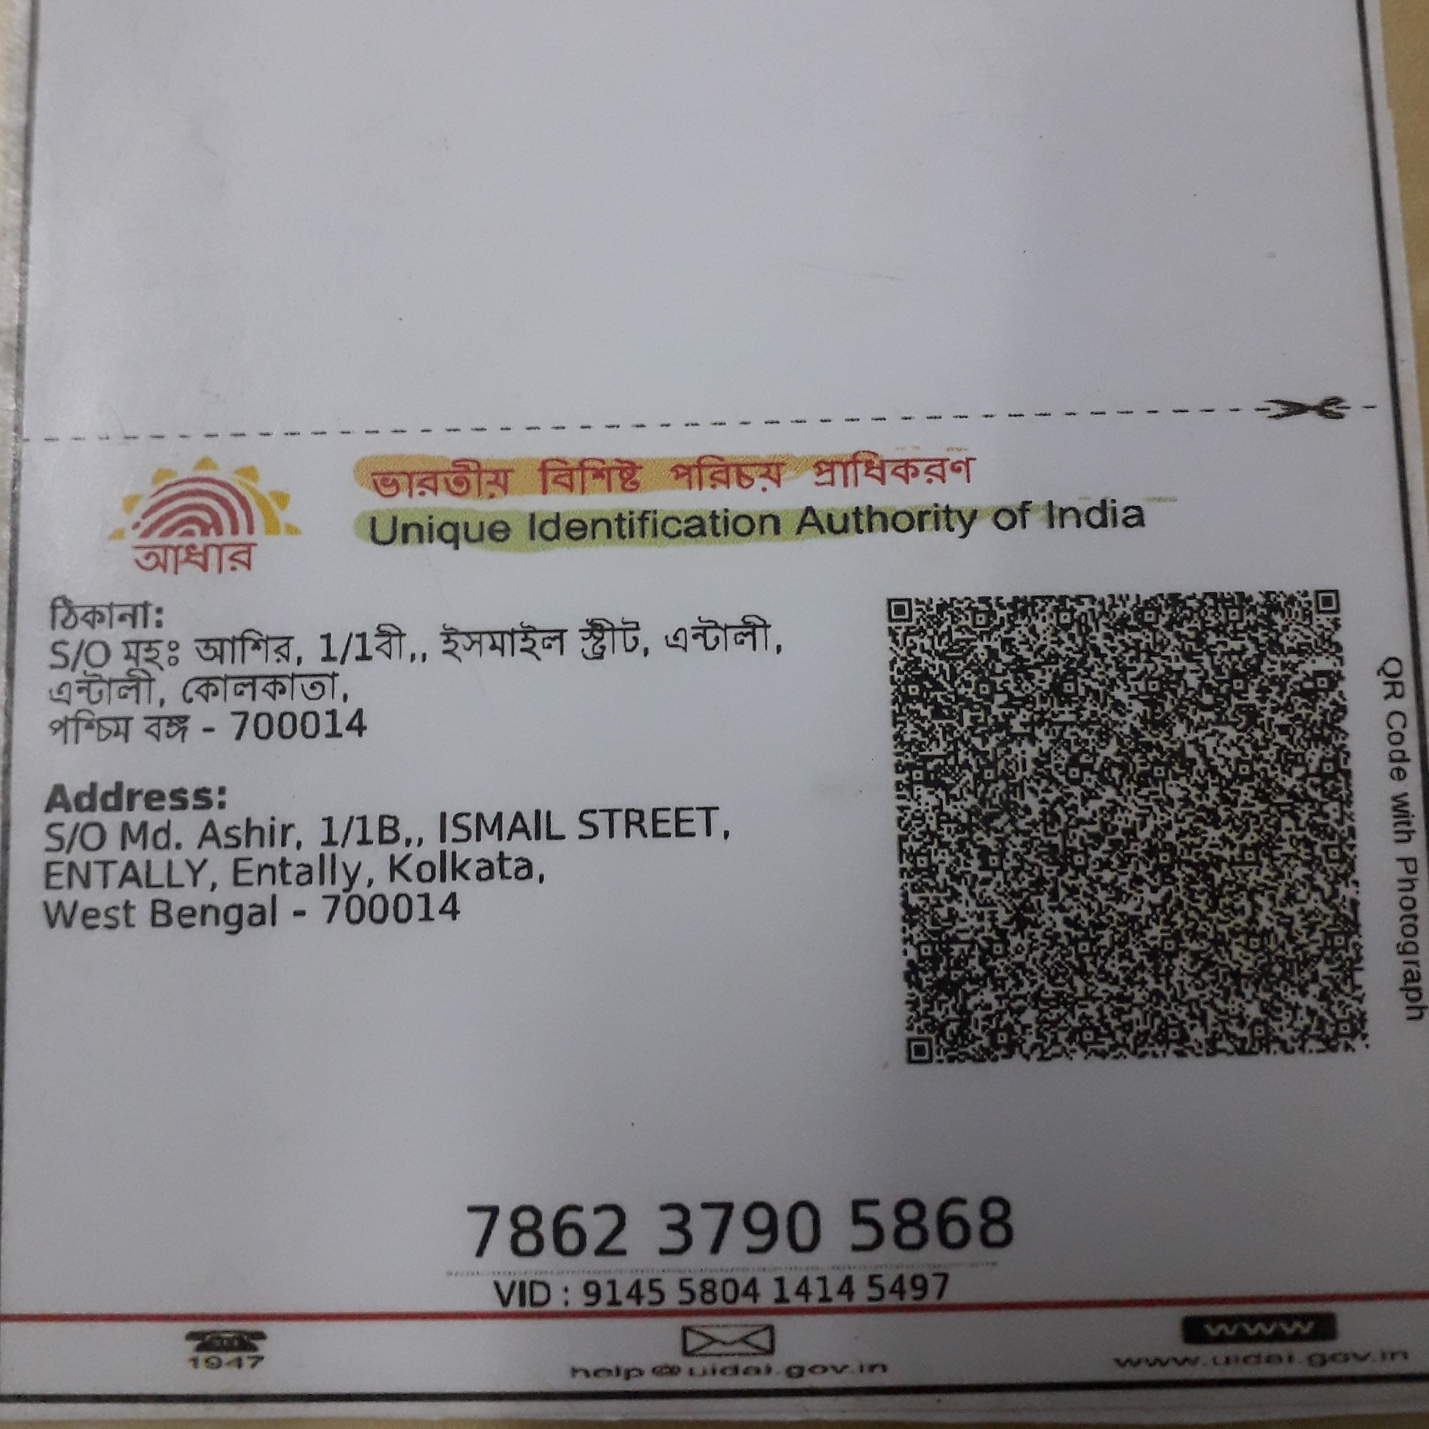 ভারতীয় বিশিষ্ট পরিচয় প্রাধিকরণ
Unique Identification Authority of India
আধার
ঠিকানা:
S/O মহঃ আশির, 1/1বী,, ইসমাইল স্ট্রীট, এন্টালী,
এন্টালী, কোলকাতা,
পশ্চিম বঙ্গ - 700014
Address:
S/O Md. Ashir, 1/1B,, ISMAIL STREET,
ENTALLY, Entally, Kolkata,
West Bengal - 700014
QR Code with Photograph
7862 3790 5868
VID : 9145 5804 1414 5497
1947
help@uidai.gov.in
www
www.uidai.gov.in